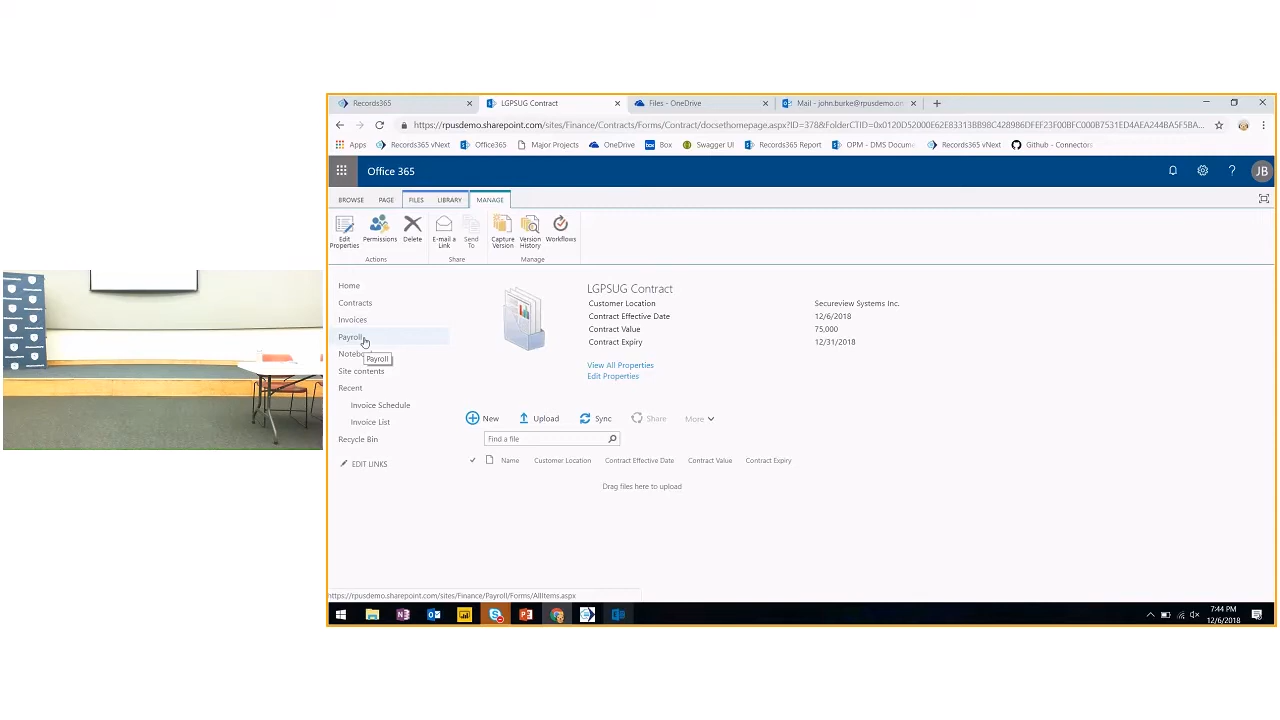 Records365
LGPSUG Contract
Files - OneDrive
Mail - john.burke@rpusdemo.on
https://rpusdemo.sharepoint.com/sites/Finance/Contracts/Forms/Contract/docsethomepage.aspx?ID=378&FolderCTID=0x0120D52000E62E83313BB98C428986DFEF23F00BFC000B7531ED4AEA244BA5F5BA...
Apps
Records365 vNext
Office365
Major Projects
OneDrive
Box
Swagger UI
Records365 Report
OPM - DMS Docum
Records365 vNext
Github - Connector
Office 365
JB
BROWSE
PAGE
FILES
LIBRARY
MANAGE
Edit Properties
Permissions
Delete
E-mail a Link
Send To
Capture Version
Version History
Workflows
Actions
Share
Manage
Home
Contracts
Invoices
Payroll
Noteb
Payroll
Site contents
Recent
Invoice Schedule
Invoice List
Recycle Bin
EDIT LINKS
LGPSUG Contract
Customer Location Secureview Systems Inc.
Contract Effective Date 12/6/2018
Contract Value 75,000
Contract Expiry 12/31/2018
View All Properties
Edit Properties
New
Upload
Sync
Share
More
Find a file
Name
Customer Location
Contract Effective Date
Contract Value
Contract Expiry
Drag files here to upload
https://rpusdemo.sharepoint.com/sites/Finance/Payroll/Forms/AllItems.aspx
7:44 PM
12/6/2018